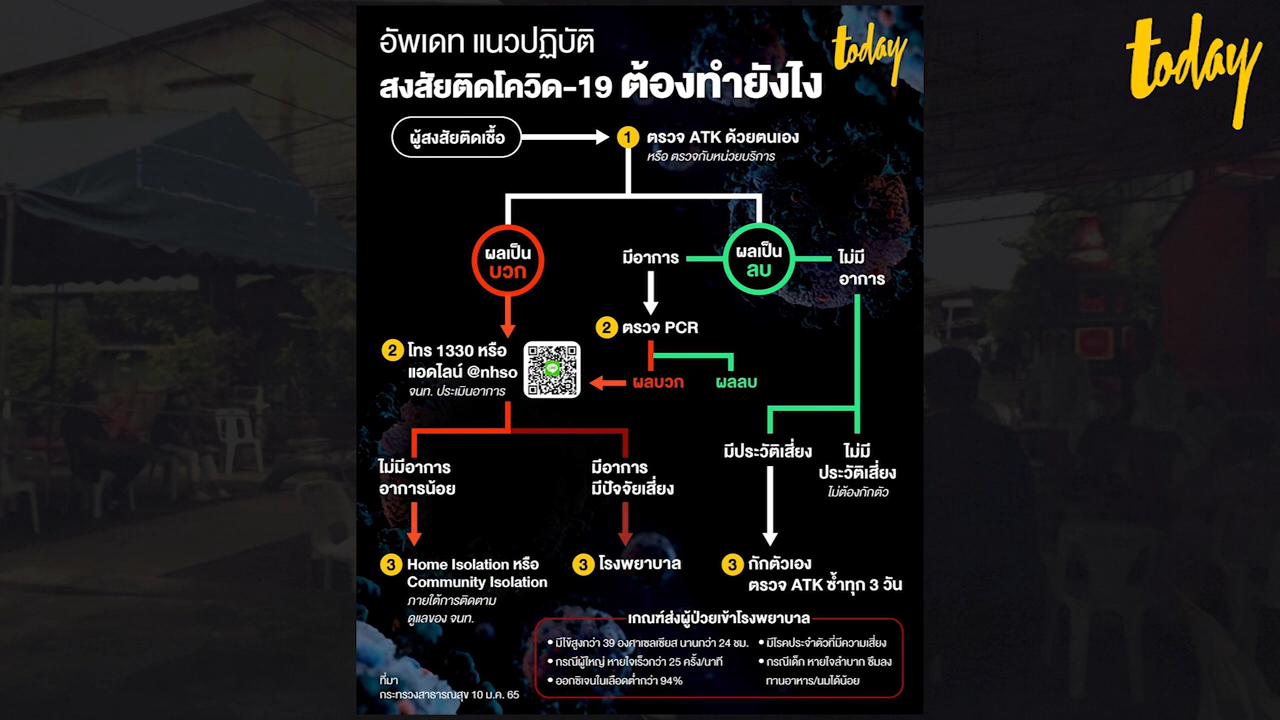 อัพเดท แนวปฏิบัติ
สงสัยติดโควิด-19 ต้องทำยังไง
today
today
ผู้สงสัยติดเชื้อ
1 ตรวจ ATK ด้วยตนเอง
หรือ ตรวจกับหน่วยบริการ
ผลเป็น
บวก
มีอาการ
ผลเป็น
ลบ
ไม่มี
อาการ
2 ตรวจ PCR
ผลบวก
ผลลบ
2 โทร 1330 หรือ
แอดไลน์ @nhso
จนท. ประเมินอาการ
LINE
ไม่มีอาการ
อาการน้อย
มีอาการ
มีปัจจัยเสี่ยง
มีประวัติเสี่ยง
ไม่มี
ประวัติเสี่ยง
ไม่ต้องกักตัว
3 Home Isolation หรือ
Community Isolation
ภายใต้การติดตาม
ดูแลของ จนท.
3 โรงพยาบาล
3 กักตัวเอง
ตรวจ ATK ซ้ำทุก 3 วัน
เกณฑ์ส่งผู้ป่วยเข้าโรงพยาบาล
• มีไข้สูงกว่า 39 องศาเซลเซียส นานกว่า 24 ชม.
• กรณีผู้ใหญ่ หายใจเร็วกว่า 25 ครั้ง/นาที
• ออกซิเจนในเลือดต่ำกว่า 94%
• มีโรคประจำตัวที่มีความเสี่ยง
• กรณีเด็ก หายใจลำบาก ซึมลง
ทานอาหาร/นมได้น้อย
ที่มา
กระทรวงสาธารณสุข 10 ม.ค. 65